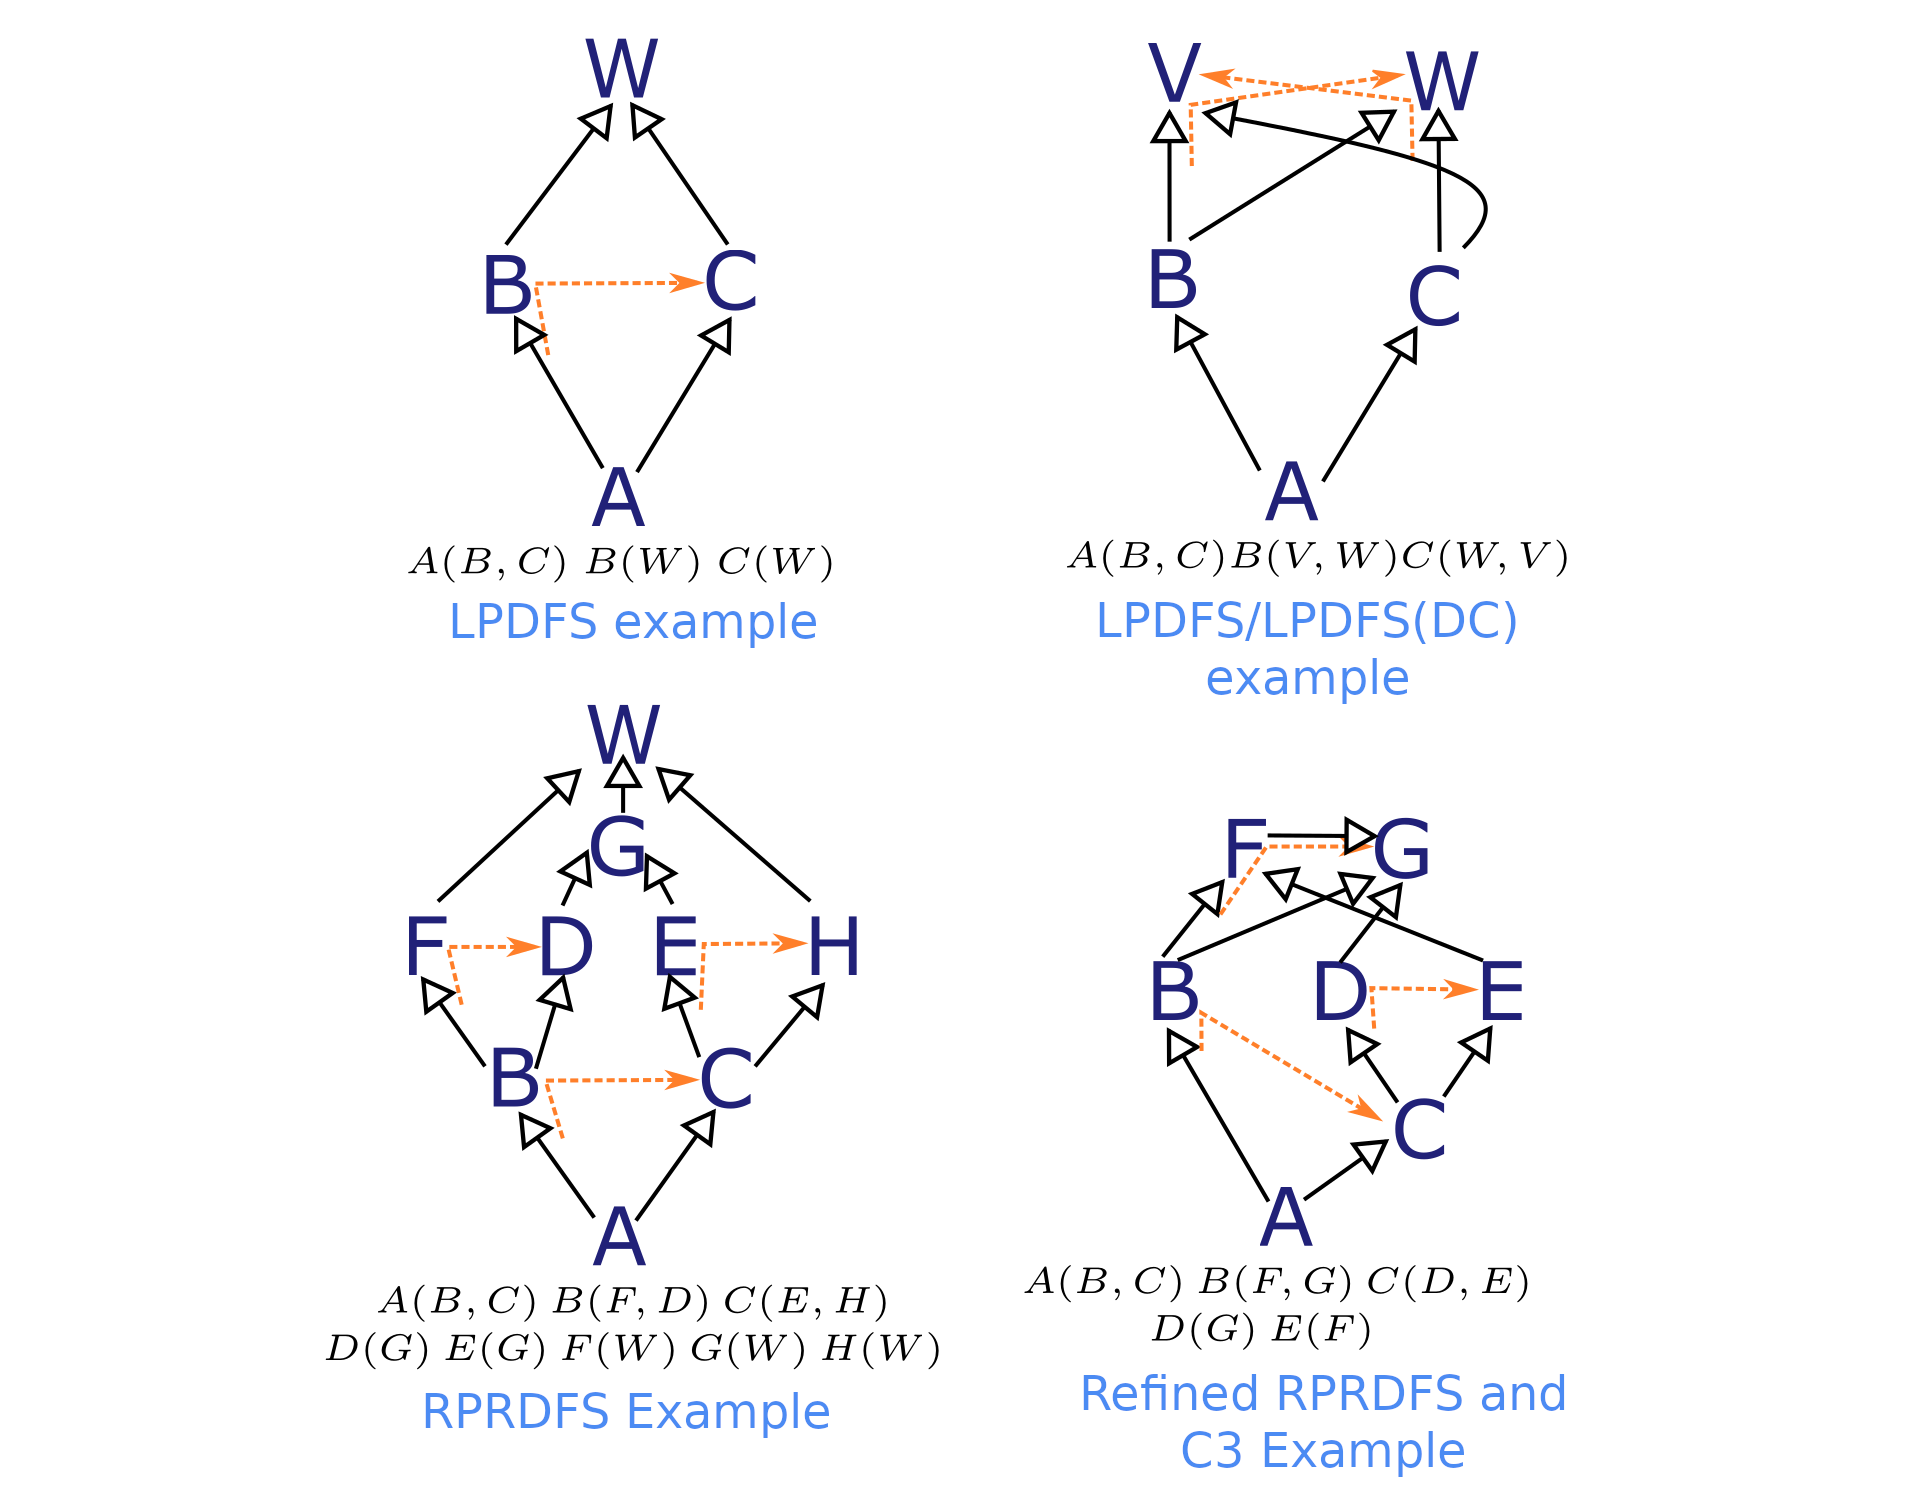 W
B C
A
A(B, C) B(W) C(W)
LPDFS example
V W
B C
A
A(B, C)B(V, W)C(W, V)
LPDFS/LPDFS(DC)
example
W
G
F D E H
B C
A
A(B, C) B(F, D) C(E, H)
D(G) E(G) F(W) G(W) H(W)
RPRDFS Example
F G
B D E
C
A
A(B, C) B(F, G) C(D, E)
D(G) E(F)
Refined RPRDFS and
C3 Example